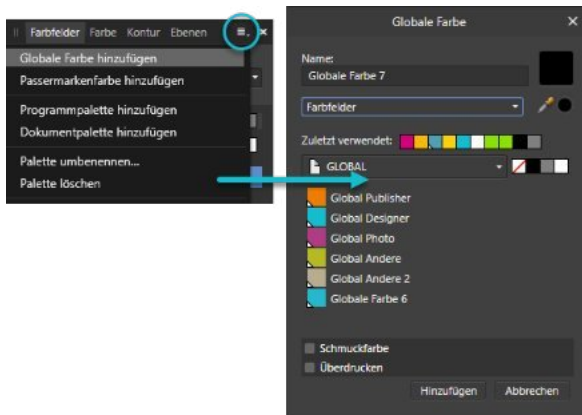 Farbfelder Farbe Kontur Ebenen
Globale Farbe hinzufügen
Passermarkenfarbe hinzufügen
Programmpalette hinzufügen
Dokumentpalette hinzufügen
Palette umbenennen...
Palette löschen
Globale Farbe
Name:
Globale Farbe 7
Farbfelder
Zuletzt verwendet:
GLOBAL
Global Publisher
Global Designer
Global Photo
Global Andere
Global Andere 2
Globale Farbe 6
Schmuckfarbe
Überdrucken
Hinzufügen Abbrechen